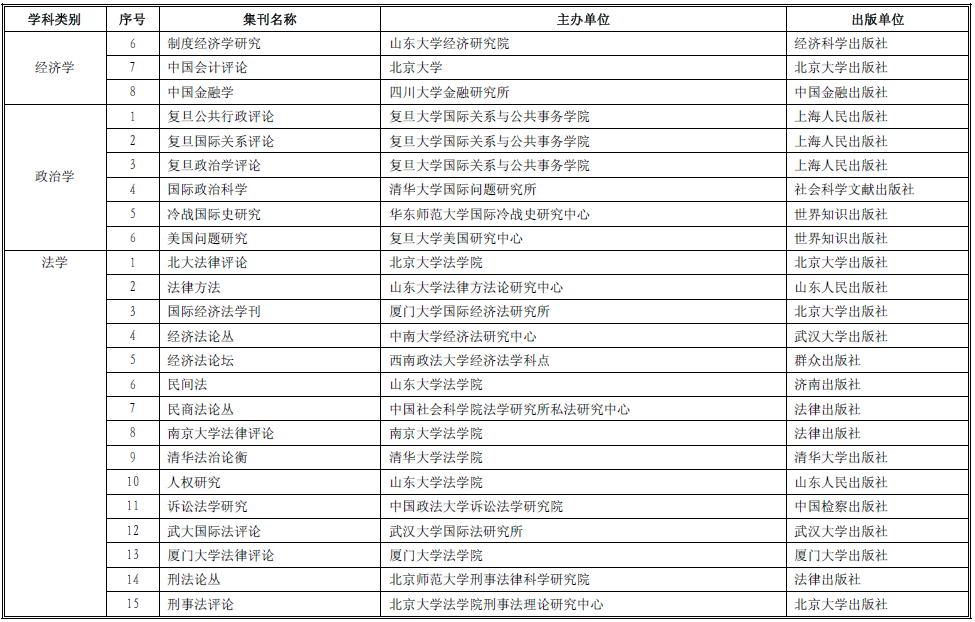 学科类别 序号 集刊名称 主办单位 出版单位
经济学 6 制度经济学研究 山东大学经济研究院 经济科学出版社
7 中国会计评论 北京大学 北京大学出版社
8 中国金融学 四川大学金融研究所 中国金融出版社
政治学 1 复旦公共行政评论 复旦大学国际关系与公共事务学院 上海人民出版社
2 复旦国际关系评论 复旦大学国际关系与公共事务学院 上海人民出版社
3 复旦政治学评论 复旦大学国际关系与公共事务学院 上海人民出版社
4 国际政治科学 清华大学国际问题研究所 社会科学文献出版社
5 冷战国际史研究 华东师范大学国际冷战史研究中心 世界知识出版社
6 美国问题研究 复旦大学美国研究中心 世界知识出版社
法学 1 北大法律评论 北京大学法学院 北京大学出版社
2 法律方法 山东大学法律方法论研究中心 山东人民出版社
3 国际经济法学刊 厦门大学国际经济法研究所 北京大学出版社
4 经济法论丛 中南大学经济法研究中心 武汉大学出版社
5 经济法论坛 西南政法大学经济法学科点 群众出版社
6 民间法 山东大学法学院 济南出版社
7 民商法论丛 中国社会科学院法学研究所私法研究中心 法律出版社
8 南京大学法律评论 南京大学法学院 法律出版社
9 清华法治论衡 清华大学法学院 清华大学出版社
10 人权研究 山东大学法学院 山东人民出版社
11 诉讼法学研究 中国政法大学诉讼法学研究院 中国检察出版社
12 武大国际法评论 武汉大学国际法研究所 武汉大学出版社
13 厦门大学法律评论 厦门大学法学院 厦门大学出版社
14 刑法论丛 北京师范大学刑事法律科学研究院 法律出版社
15 刑事法评论 北京大学法学院刑事法理论研究中心 北京大学出版社